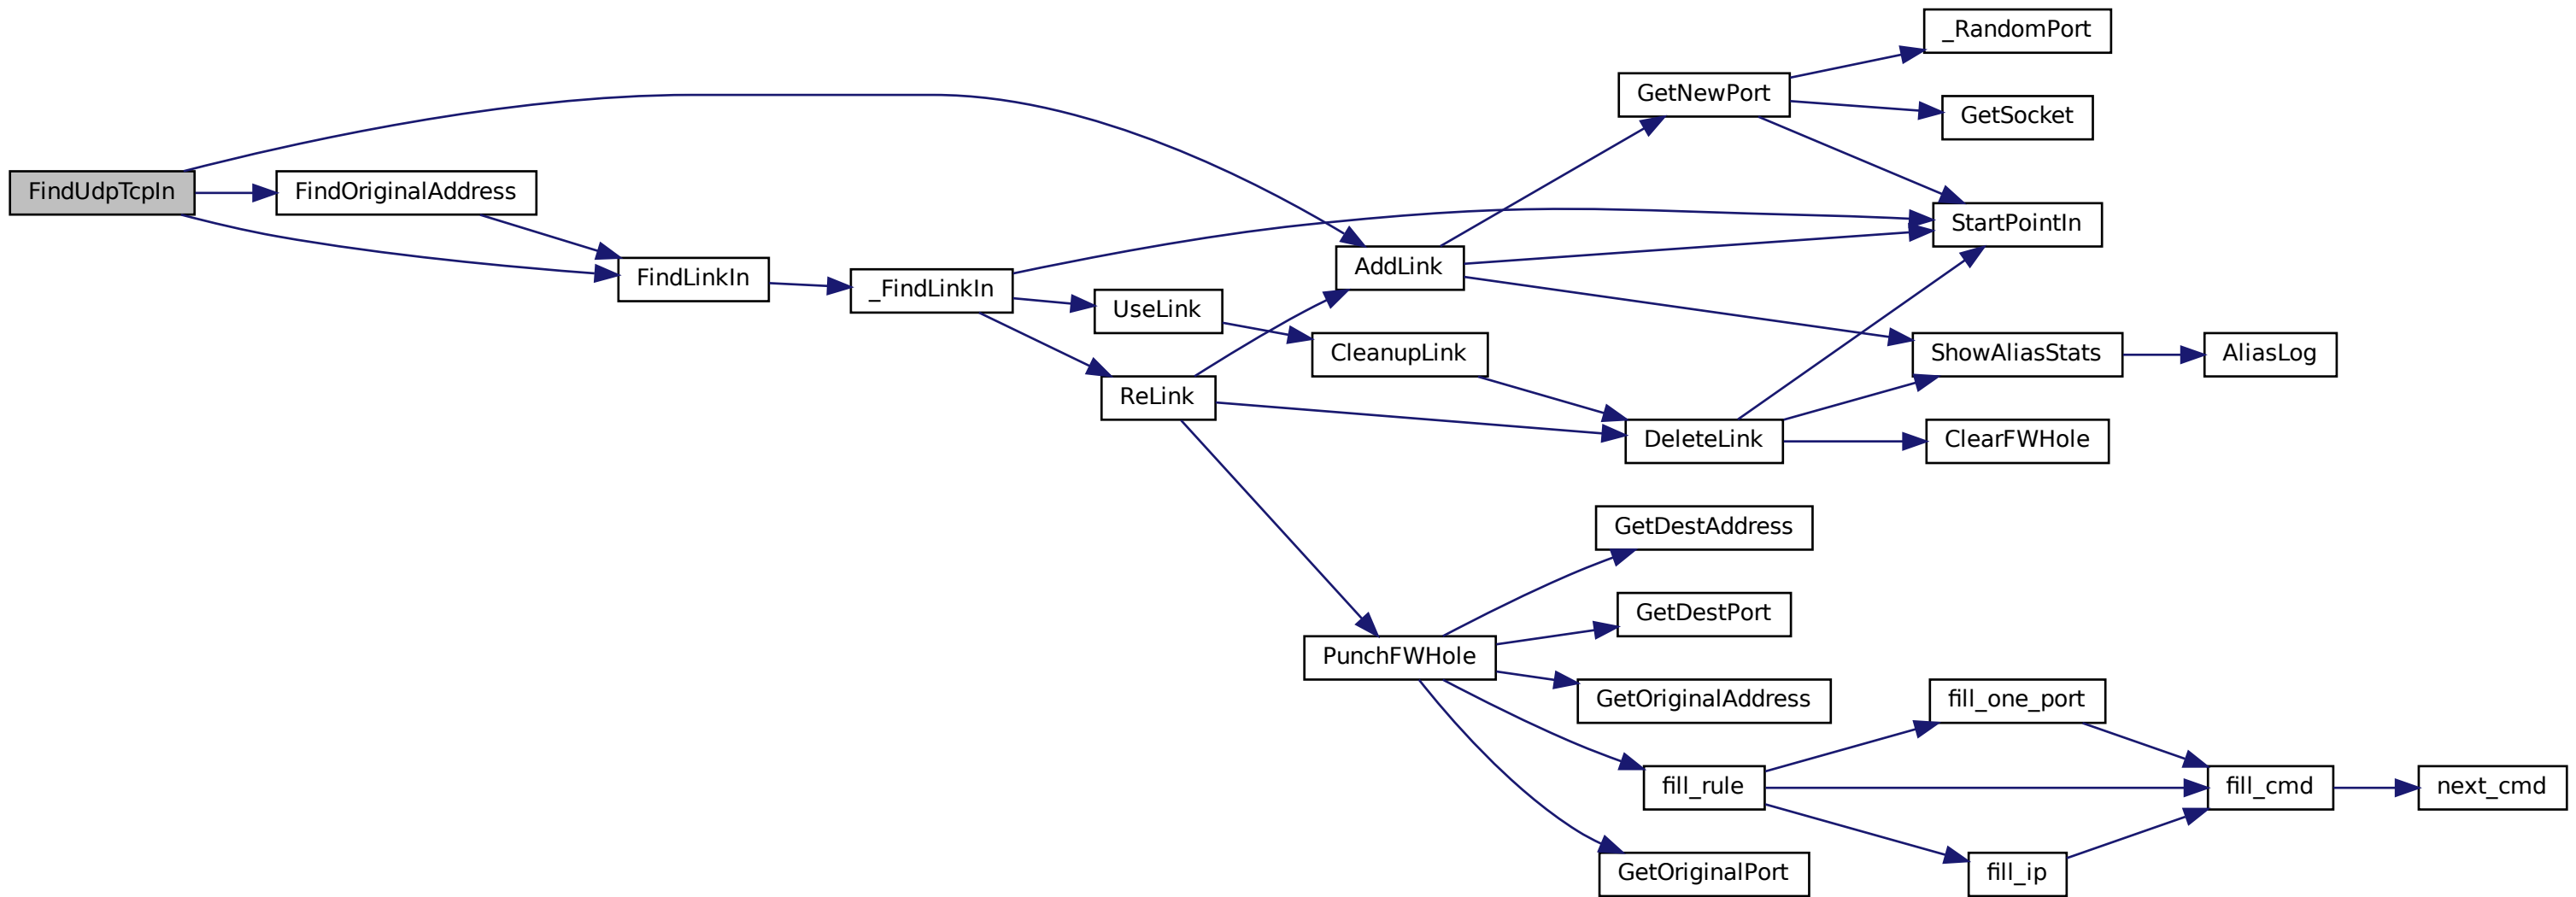 _RandomPort
GetNewPort
GetSocket
FindUdpTcpIn
FindOriginalAddress
StartPointIn
AddLink
FindLinkIn
_FindLinkIn
UseLink
CleanupLink
ShowAliasStats
AliasLog
ReLink
DeleteLink
ClearFWHole
GetDestAddress
GetDestPort
PunchFWHole
GetOriginalAddress
fill_one_port
fill_rule
fill_cmd
next_cmd
GetOriginalPort
fill_ip